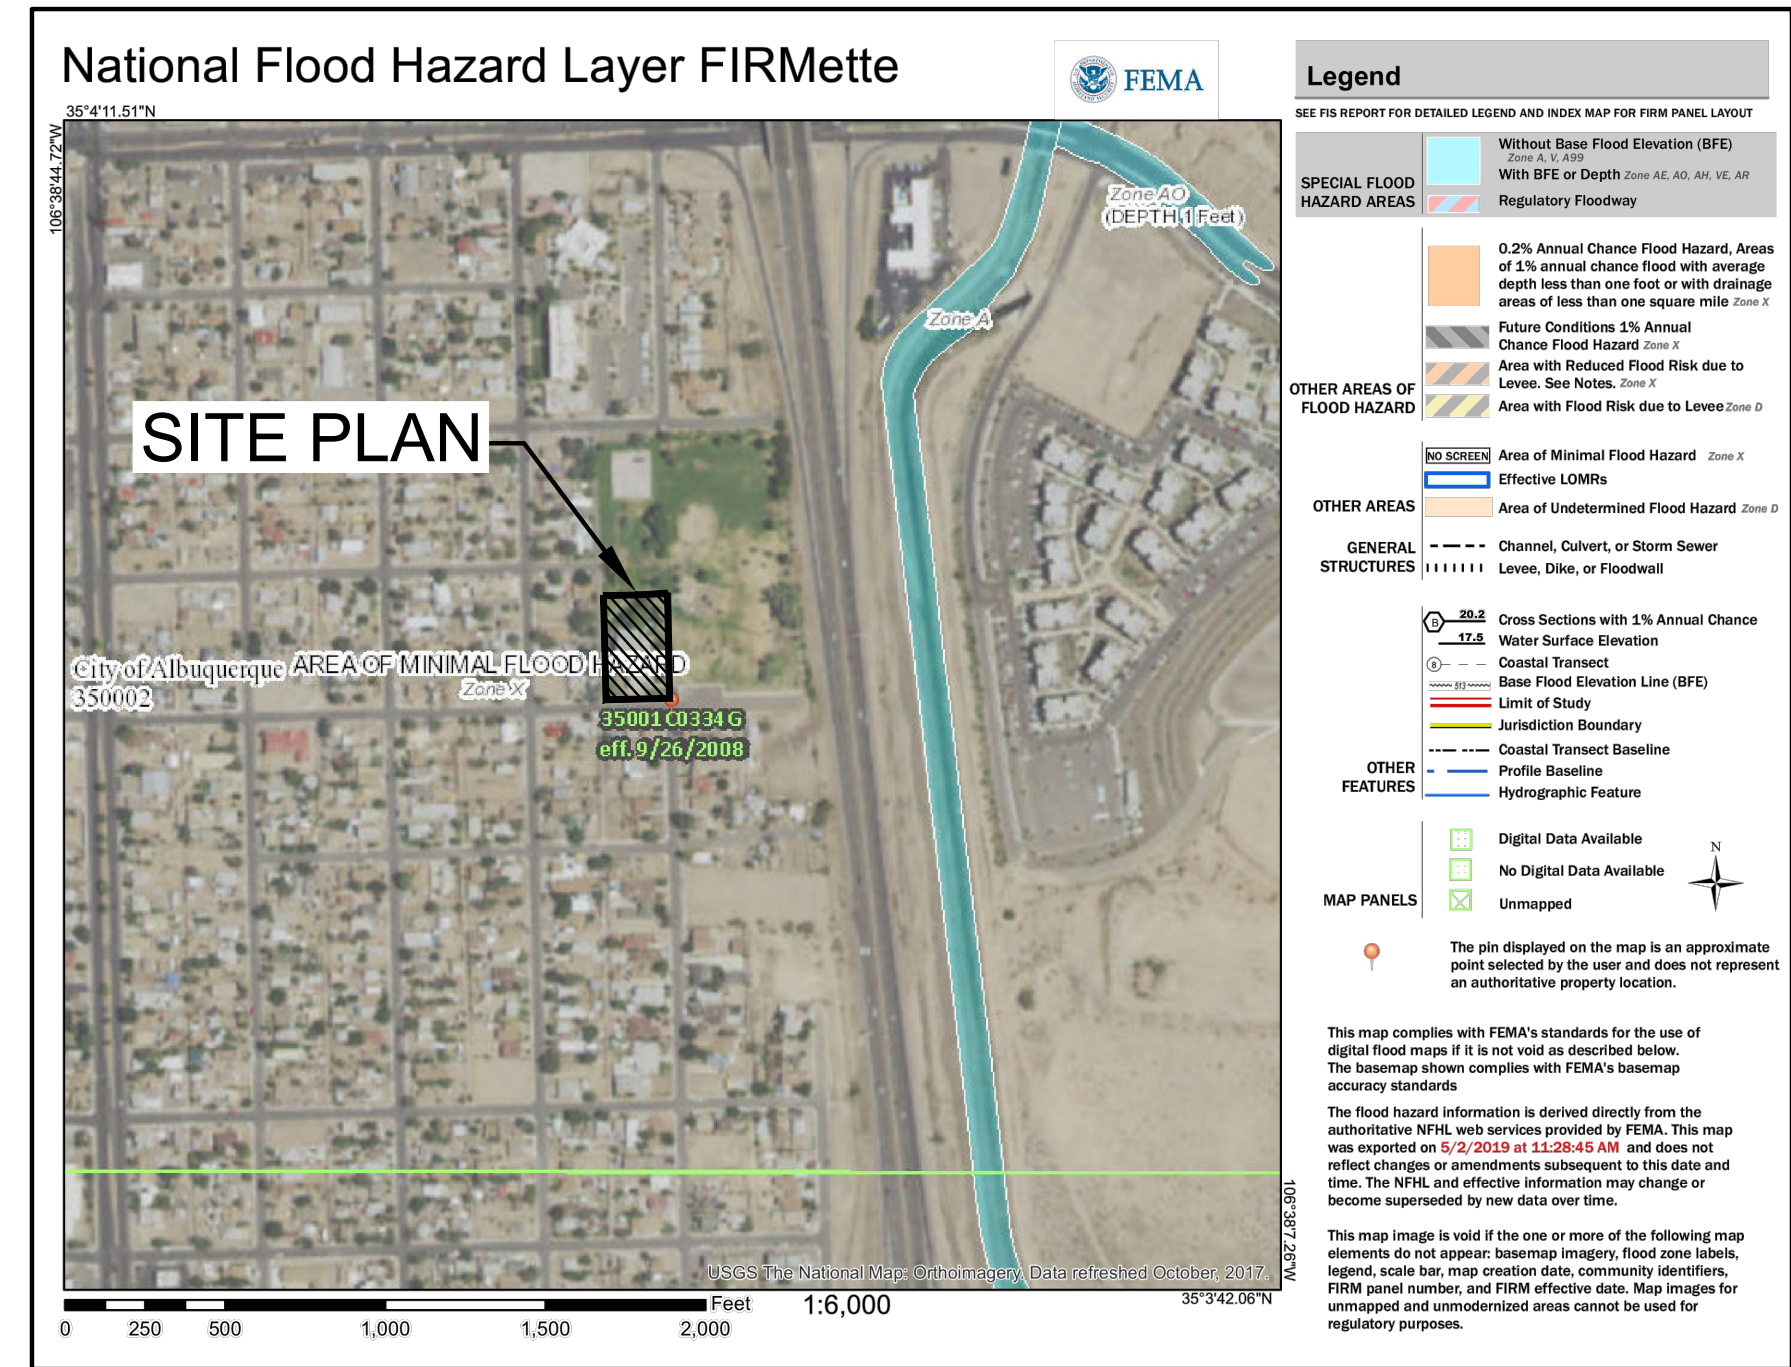 National Flood Hazard Layer FIRMette
FEMA
35°4'11.51"N
106°38'44.72"W
Zone AO
(DEPTH 1 Feet)
Zone A
SITE PLAN
City of Albuquerque
350002
AREA OF MINIMAL FLOOD HAZARD
Zone X
35001C0334G
eff. 9/26/2008
USGS The National Map: Orthoimagery. Data refreshed October, 2017.
106°38'7.26"W
35°3'42.06"N
Feet
1:6,000
0 250 500 1,000 1,500 2,000
Legend
SEE FIS REPORT FOR DETAILED LEGEND AND INDEX MAP FOR FIRM PANEL LAYOUT
SPECIAL FLOOD
HAZARD AREAS
Without Base Flood Elevation (BFE)
Zone A, V, A99
With BFE or Depth Zone AE, AO, AH, VE, AR
Regulatory Floodway
OTHER AREAS OF
FLOOD HAZARD
0.2% Annual Chance Flood Hazard, Areas
of 1% annual chance flood with average
depth less than one foot or with drainage
areas of less than one square mile Zone X
Future Conditions 1% Annual
Chance Flood Hazard Zone X
Area with Reduced Flood Risk due to
Levee. See Notes. Zone X
Area with Flood Risk due to Levee Zone D
OTHER AREAS
NO SCREEN Area of Minimal Flood Hazard Zone X
Effective LOMRs
Area of Undetermined Flood Hazard Zone D
GENERAL
STRUCTURES
Channel, Culvert, or Storm Sewer
Levee, Dike, or Floodwall
OTHER
FEATURES
B 20.2 Cross Sections with 1% Annual Chance
17.5 Water Surface Elevation
8 Coastal Transect
513 Base Flood Elevation Line (BFE)
Limit of Study
Jurisdiction Boundary
Coastal Transect Baseline
Profile Baseline
Hydrographic Feature
MAP PANELS
Digital Data Available
No Digital Data Available
Unmapped
N
The pin displayed on the map is an approximate
point selected by the user and does not represent
an authoritative property location.
This map complies with FEMA's standards for the use of
digital flood maps if it is not void as described below.
The basemap shown complies with FEMA's basemap
accuracy standards
The flood hazard information is derived directly from the
authoritative NFHL web services provided by FEMA. This map
was exported on 5/2/2019 at 11:28:45 AM and does not
reflect changes or amendments subsequent to this date and
time. The NFHL and effective information may change or
become superseded by new data over time.
This map image is void if the one or more of the following map
elements do not appear: basemap imagery, flood zone labels,
legend, scale bar, map creation date, community identifiers,
FIRM panel number, and FIRM effective date. Map images for
unmapped and unmodernized areas cannot be used for
regulatory purposes.